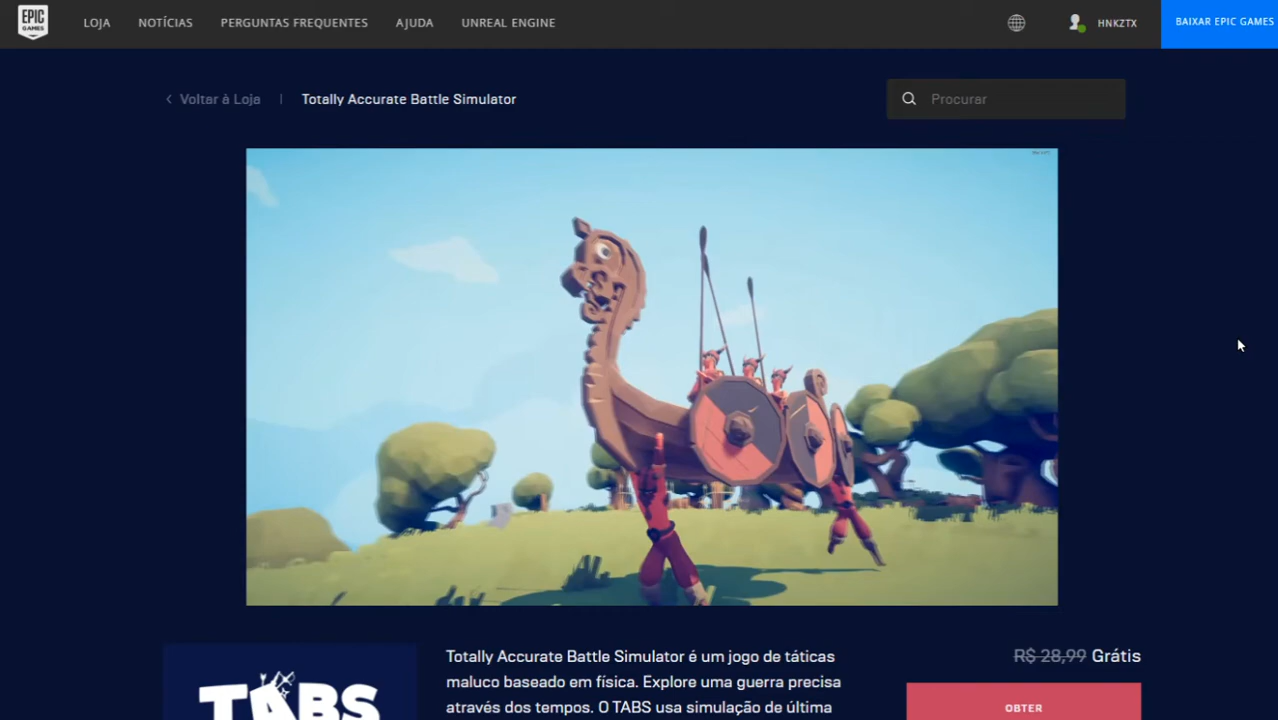 EPIC GAMES
LOJA NOTÍCIAS PERGUNTAS FREQUENTES AJUDA UNREAL ENGINE HNKZTX BAIXAR EPIC GAMES
Voltar à Loja | Totally Accurate Battle Simulator Procurar
Totally Accurate Battle Simulator é um jogo de táticas
maluco baseado em física. Explore uma guerra precisa
através dos tempos. O TABS usa simulação de última
TABS
R$ 28,99 Grátis
OBTER